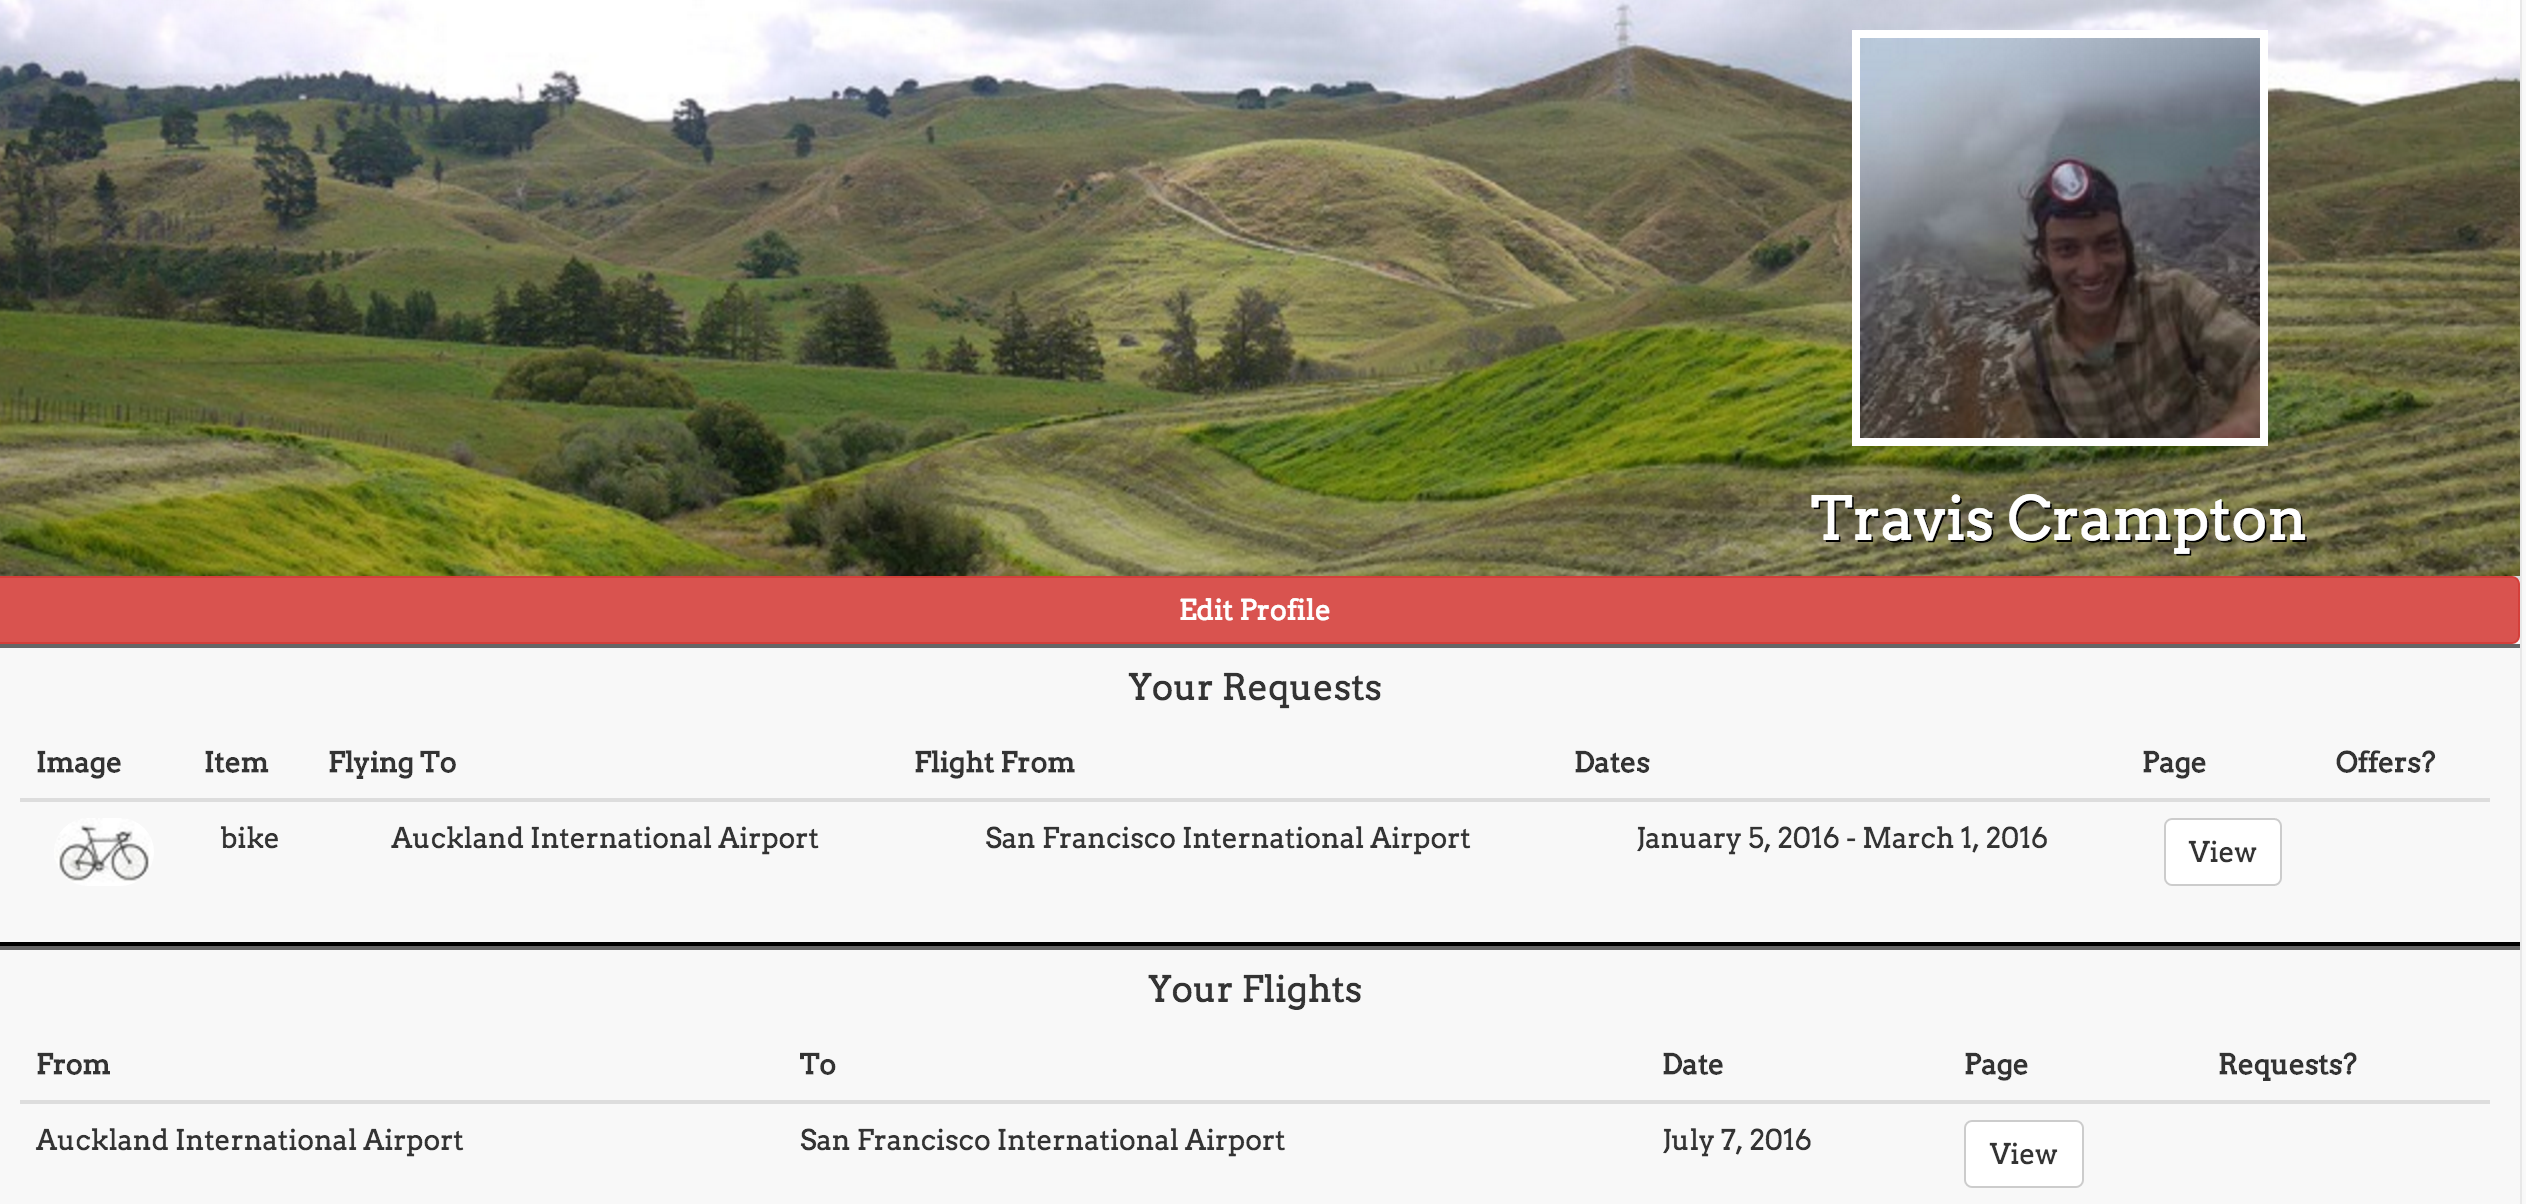 Travis Crampton
Edit Profile
Your Requests
Image Item Flying To Flight From Dates Page Offers?
bike Auckland International Airport San Francisco International Airport January 5, 2016 - March 1, 2016 View
Your Flights
From To Date Page Requests?
Auckland International Airport San Francisco International Airport July 7, 2016 View